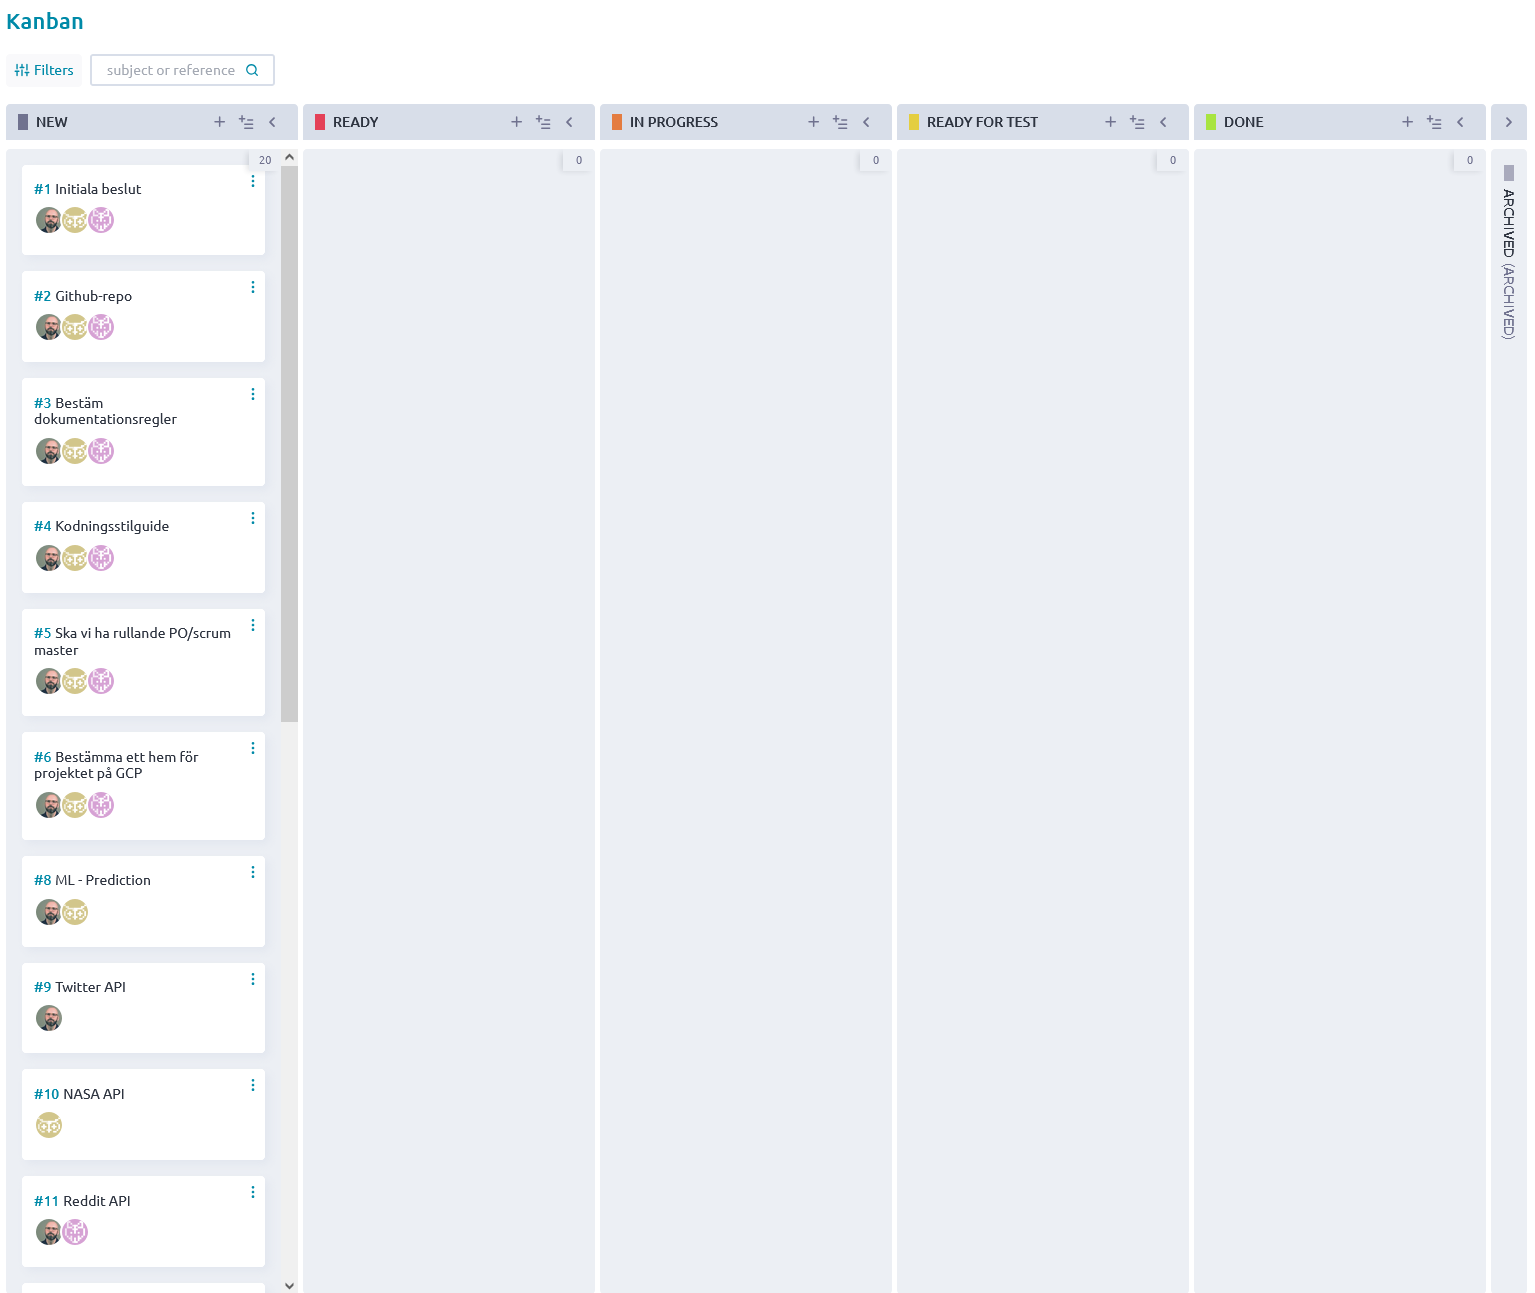 Kanban
Filters
subject or reference
NEW
READY
IN PROGRESS
READY FOR TEST
DONE
20
0
0
0
0
#1 Initiala beslut
#2 Github-repo
#3 Bestäm
dokumentationsregler
#4 Kodningsstilguide
#5 Ska vi ha rullande PO/scrum
master
#6 Bestämma ett hem för
projektet på GCP
#8 ML - Prediction
#9 Twitter API
#10 NASA API
#11 Reddit API
ARCHIVED (ARCHIVED)